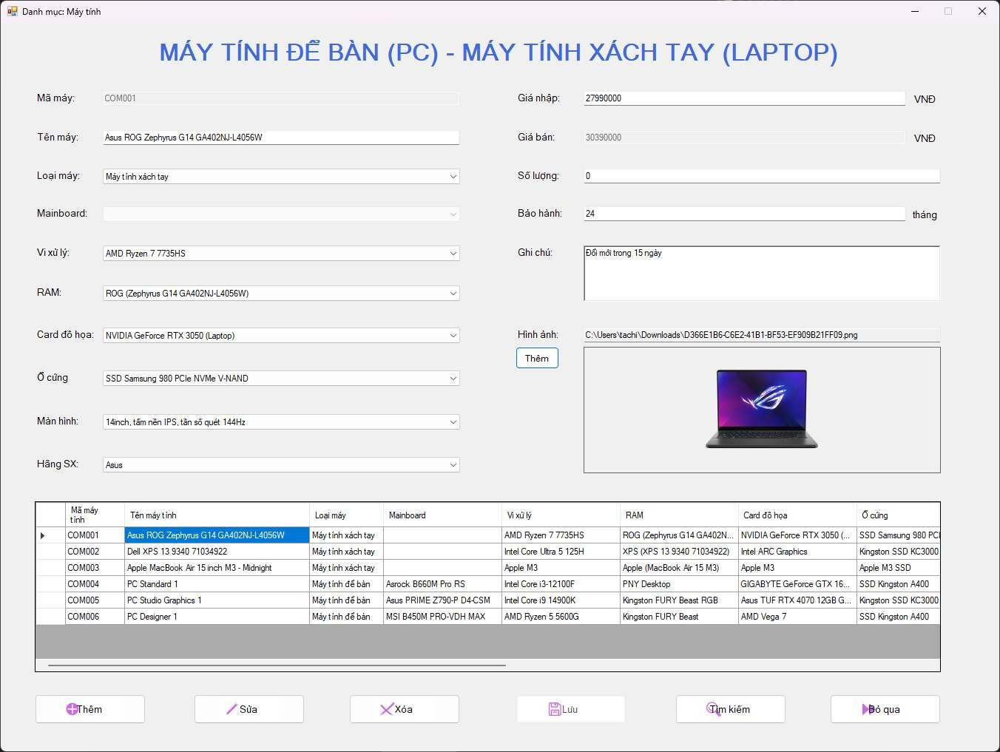 Danh mục: Máy tính
MÁY TÍNH ĐỂ BÀN (PC) - MÁY TÍNH XÁCH TAY (LAPTOP)
Mã máy: COM001
Tên máy: Asus ROG Zephyrus G14 GA402NJ-L4056W
Loại máy: Máy tính xách tay
Mainboard:
Vi xử lý: AMD Ryzen 7 7735HS
RAM: ROG (Zephyrus G14 GA402NJ-L4056W)
Card đồ họa: NVIDIA GeForce RTX 3050 (Laptop)
Ổ cứng SSD Samsung 980 PCIe NVMe V-NAND
Màn hình: 14inch, tấm nền IPS, tần số quét 144Hz
Hãng SX: Asus
Giá nhập: 27990000 VNĐ
Giá bán: 30390000 VNĐ
Số lượng: 0
Bảo hành: 24 tháng
Ghi chú: Đổi mới trong 15 ngày
Hình ảnh: C:\Users\tachi\Downloads\D366E1B6-C6E2-41B1-BF53-EF909B21FF09.png
Thêm
Mã máy tính Tên máy tính Loại máy Mainboard Vi xử lý RAM Card đồ họa Ổ cứng
COM001 Asus ROG Zephyrus G14 GA402NJ-L4056W Máy tính xách tay AMD Ryzen 7 7735HS ROG (Zephyrus G14 GA402N... NVIDIA GeForce RTX 3050 (... SSD Samsung 980 PCI
COM002 Dell XPS 13 9340 71034922 Máy tính xách tay Intel Core Ultra 5 125H XPS (XPS 13 9340 71034922) Intel ARC Graphics Kingston SSD KC3000
COM003 Apple MacBook Air 15 inch M3 - Midnight Máy tính xách tay Apple M3 Apple (MacBook Air 15 M3) Apple M3 Apple M3 SSD
COM004 PC Standard 1 Máy tính để bàn Asrock B660M Pro RS Intel Core i3-12100F PNY Desktop GIGABYTE GeForce GTX 16... SSD Kingston A400
COM005 PC Studio Graphics 1 Máy tính để bàn Asus PRIME Z790-P D4-CSM Intel Core i9 14900K Kingston FURY Beast RGB Asus TUF RTX 4070 12GB G... Kingston SSD KC3000
COM006 PC Designer 1 Máy tính để bàn MSI B450M PRO-VDH MAX AMD Ryzen 5 5600G Kingston FURY Beast AMD Vega 7 SSD Kingston A400
Thêm Sửa Xóa Lưu Tìm kiếm Bỏ qua